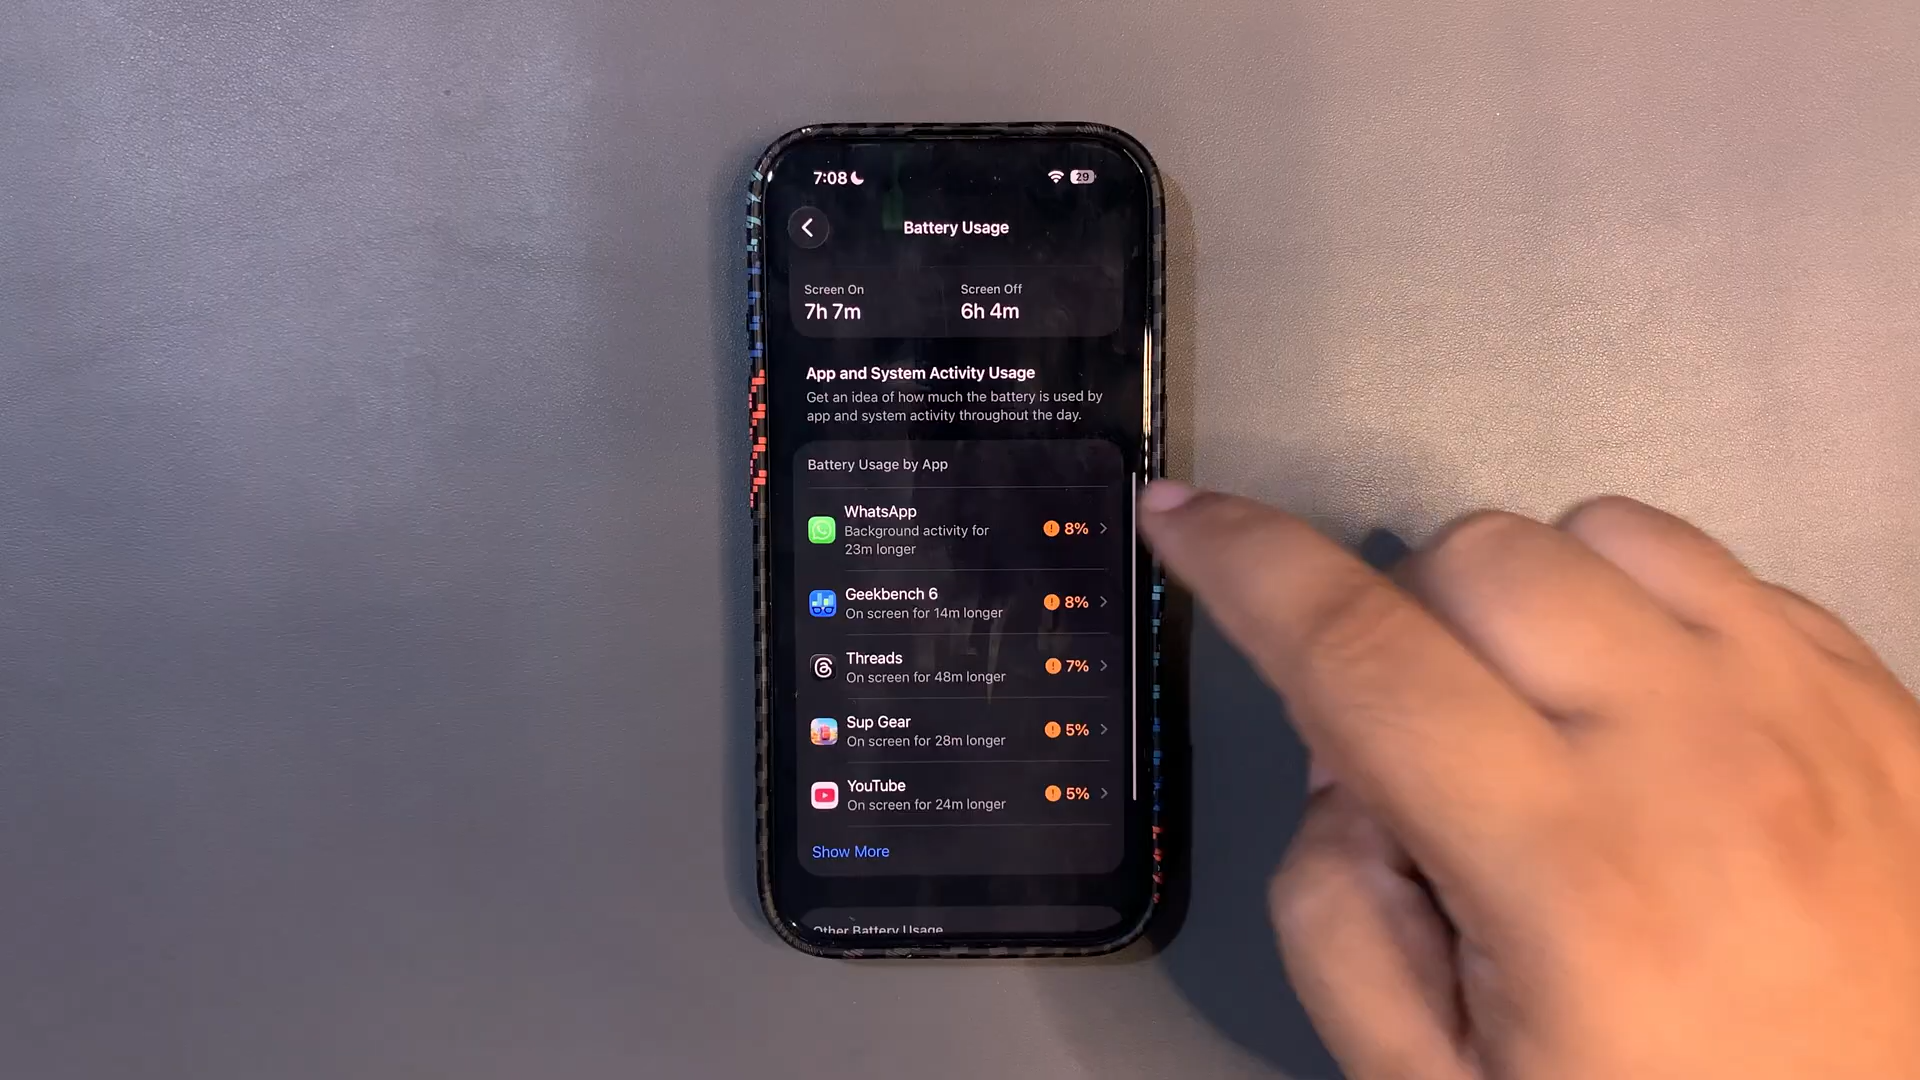 7:08
29
Battery Usage
Screen On
Screen Off
7h 7m
6h 4m
App and System Activity Usage
Get an idea of how much the battery is used by
app and system activity throughout the day.
Battery Usage by App
WhatsApp
Background activity for
23m longer
8%
Geekbench 6
On screen for 14m longer
8%
Threads
On screen for 48m longer
7%
Sup Gear
On screen for 28m longer
5%
YouTube
On screen for 24m longer
5%
Show More
Other Battery Usage